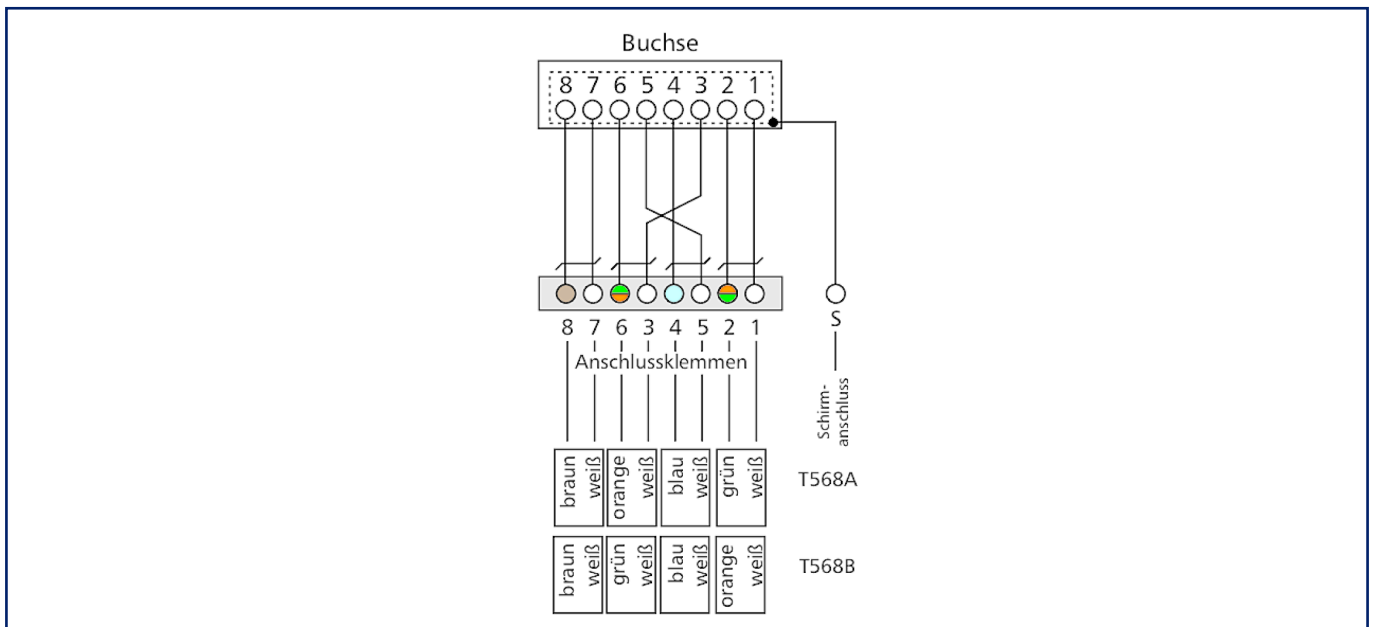 Buchse
8 7 6 5 4 3 2 1
S
8 7 6 3 4 5 2 1
Anschlussklemmen
Schirm-
anschluss
braun weiß orange weiß blau weiß grün weiß T568A
braun weiß grün weiß blau weiß orange weiß T568B